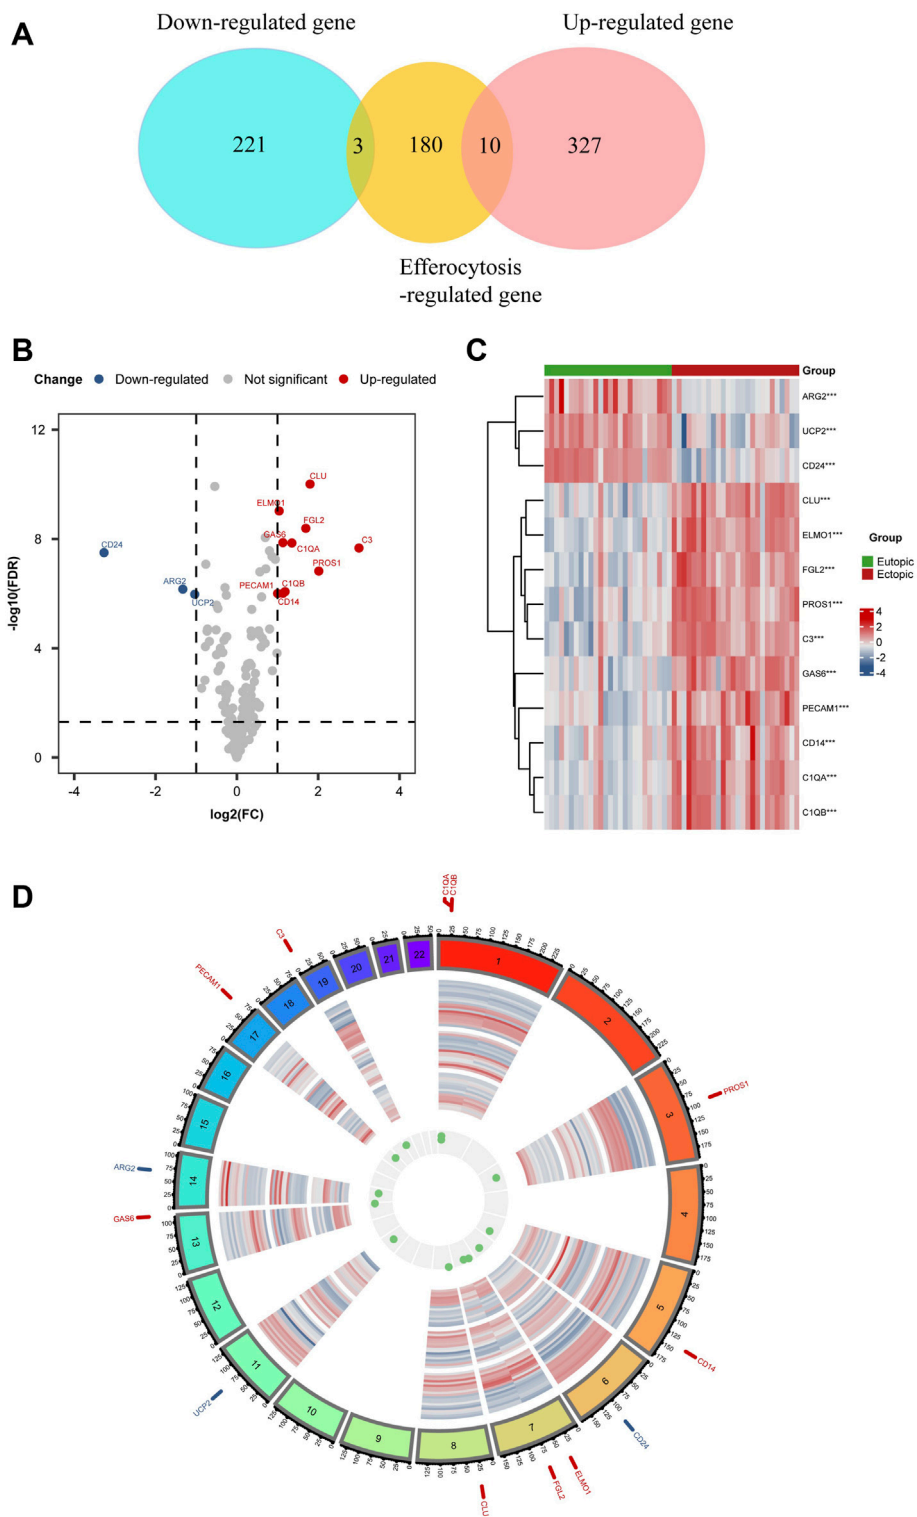 A
Down-regulated gene
Up-regulated gene
221
3
180
10
327
Efferocytosis
-regulated gene
B
Change
Down-regulated
Not significant
Up-regulated
12
8
4
0
-4
-2
0
2
4
-log10(FDR)
log2(FC)
CLU
ELMO1
FGL2
GAS6
C1QA
C3
PROS1
CD24
ARG2
UCP2
PECAM1
C1QB
CD14
C
Group
ARG2***
UCP2***
CD24***
CLU***
ELMO1***
FGL2***
PROS1***
C3***
GAS6***
PECAM1***
CD14***
C1QA***
C1QB***
Group
Eutopic
Ectopic
4
2
0
-2
-4
D
C1QA
C1QB
C3
PECAM1
PROS1
ARG2
GAS6
UCP2
CD14
CD24
ELMO1
FGL2
CLU
1
2
3
4
5
6
7
8
9
10
11
12
13
14
15
16
17
18
19
20
21
22